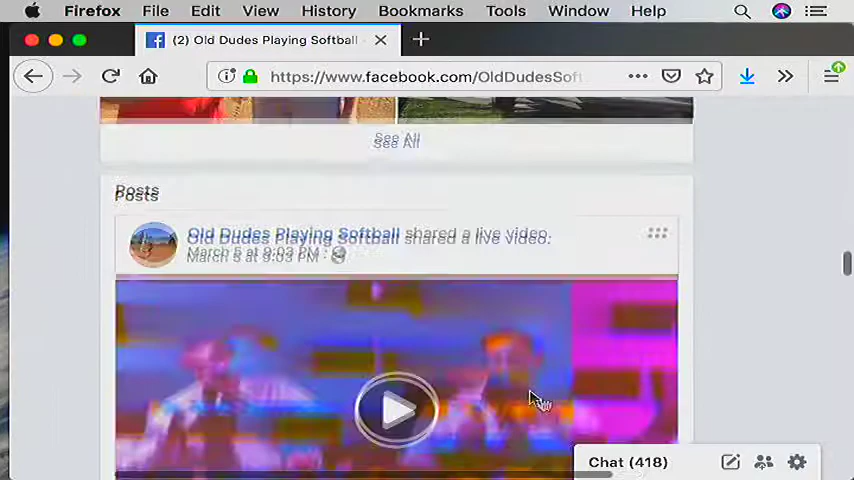 Firefox File Edit View History Bookmarks Tools Window Help
(2) Old Dudes Playing Softball
https://www.facebook.com/OldDudesSoft
See All
Posts
Old Dudes Playing Softball shared a live video.
March 5 at 9:03 PM
Chat (418)